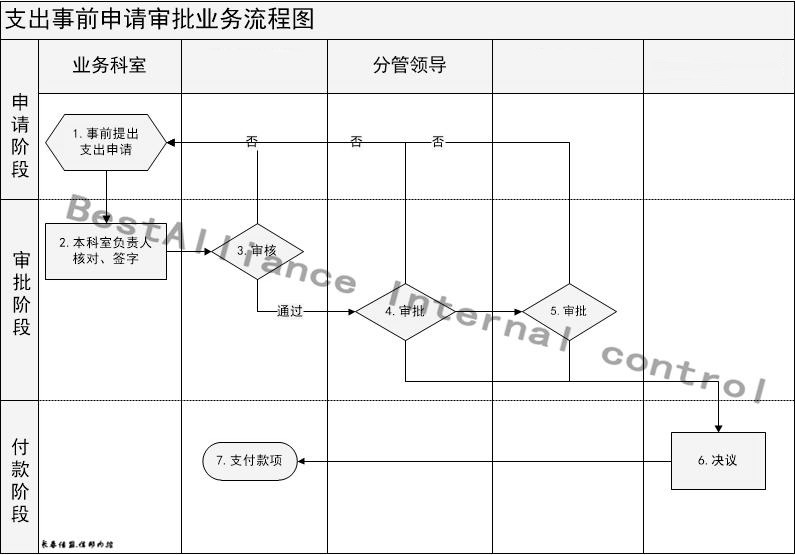 支出事前申请审批业务流程图
业务科室
分管领导
申请阶段
1.事前提出
支出申请
否
否
否
审批阶段
2.本科室负责人
核对、签字
3.审核
通过
4.审批
5.审批
BestAlliance Internal control
付款阶段
7.支付款项
6.决议